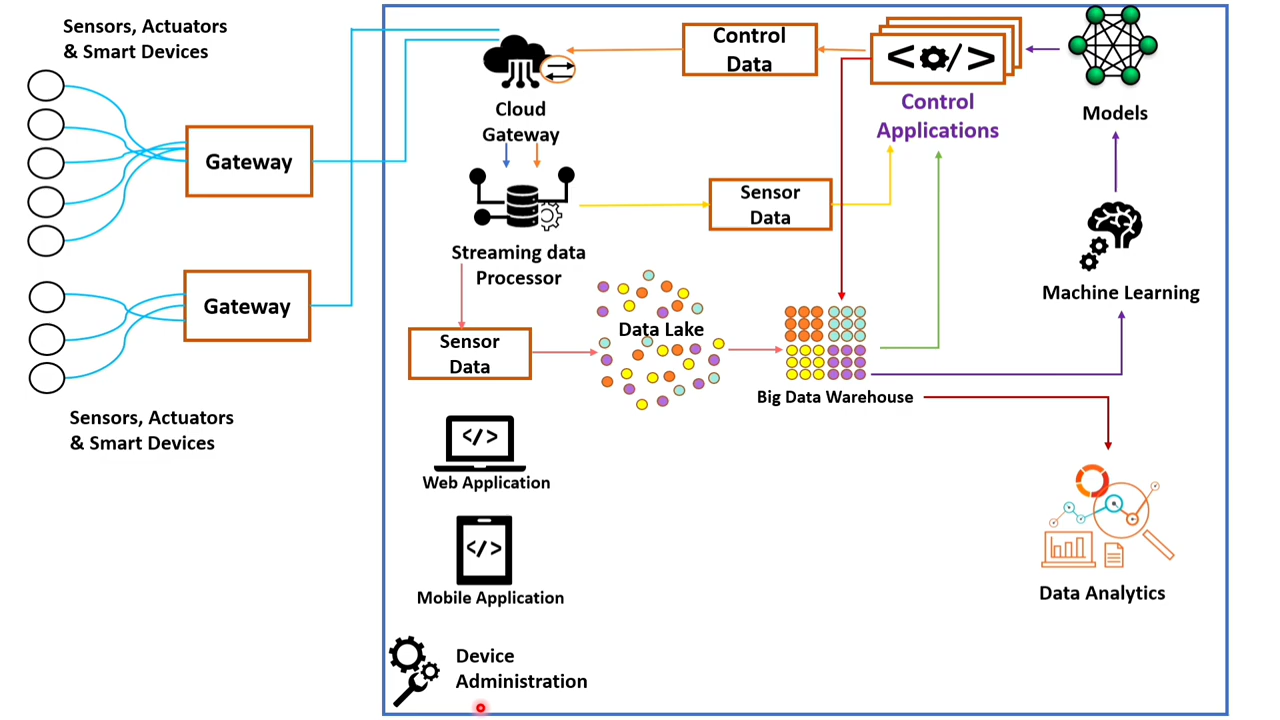 Sensors, Actuators
& Smart Devices
Gateway
Gateway
Sensors, Actuators
& Smart Devices
Cloud
Gateway
Control
Data
</>
Control
Applications
Models
Streaming data
Processor
Sensor
Data
Machine Learning
Sensor
Data
Data Lake
Big Data Warehouse
</>
Web Application
</>
Mobile Application
Data Analytics
Device
Administration